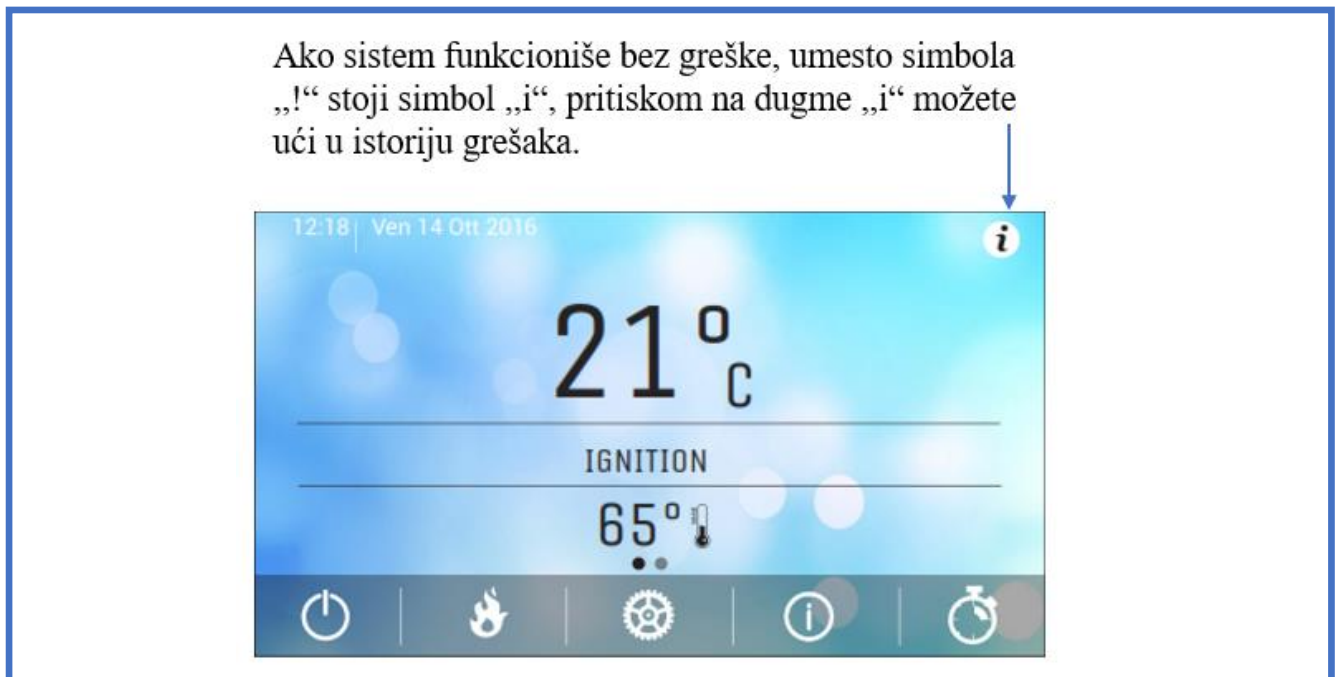 Ako sistem funkcioniše bez greške, umesto simbola
„!“ stoji simbol „i“, pritiskom na dugme „i“ možete
ući u istoriju grešaka.
12:18 | Ven 14 Ott 2016
i
21°C
IGNITION
65°
i